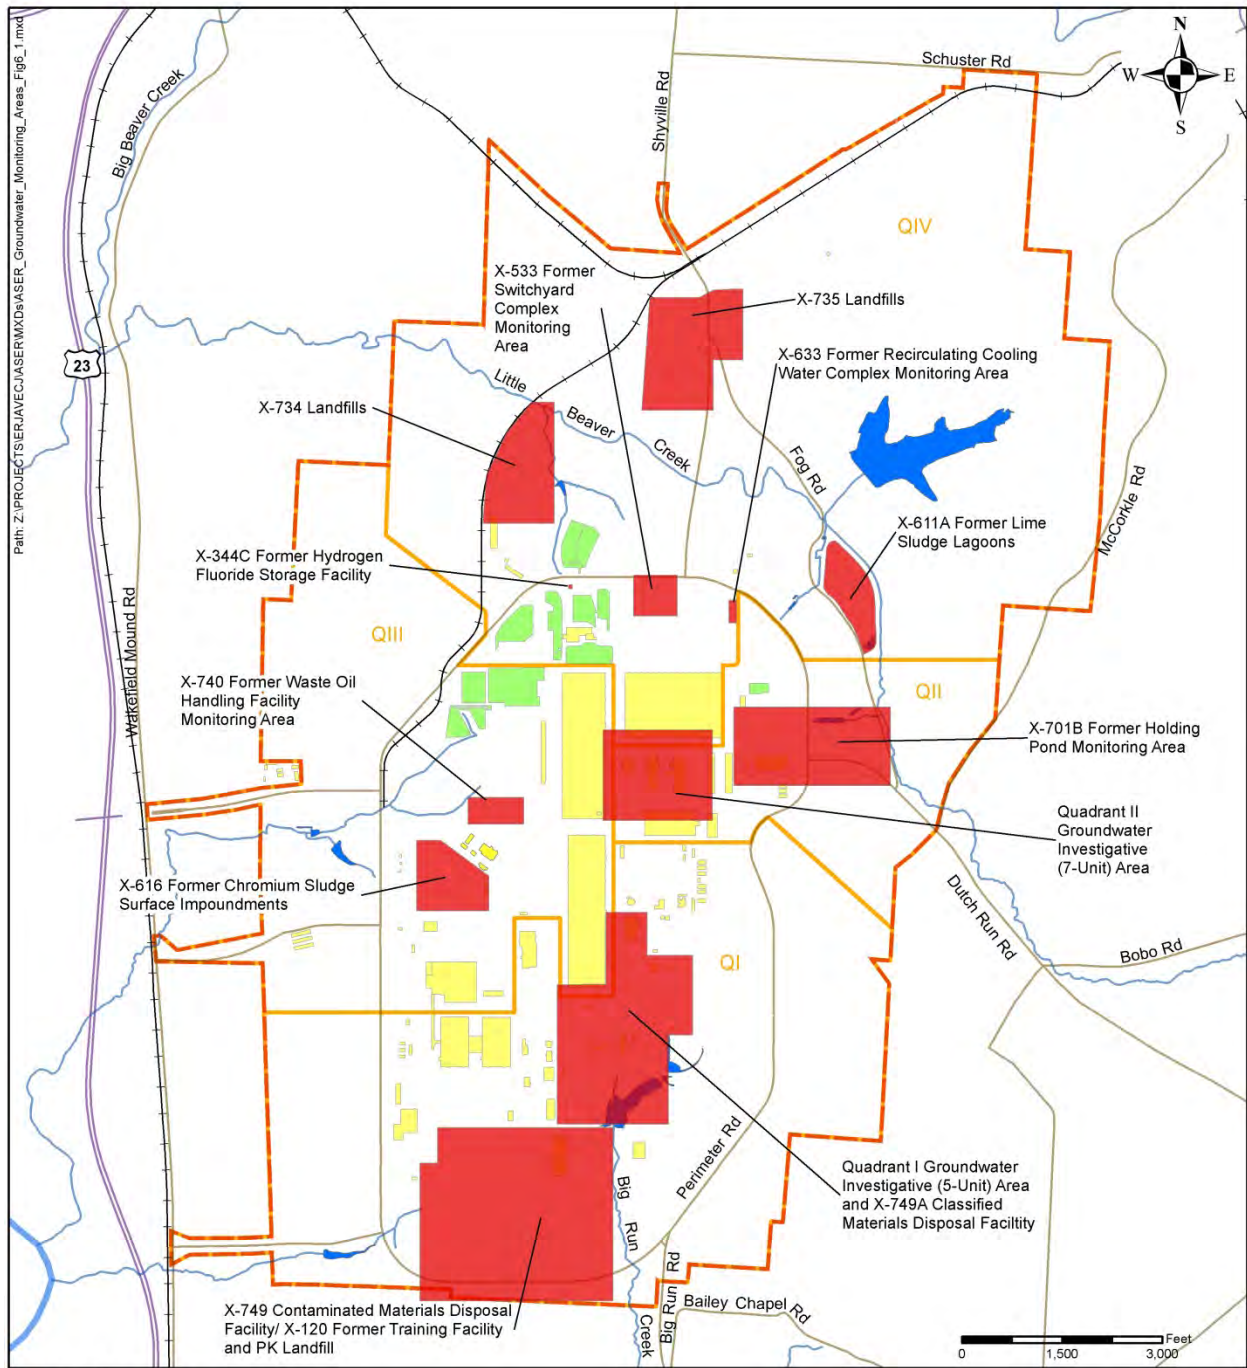 Path: Z:\PROJECTS\ERJAVECJ\ASER\MXDs\ASER_Groundwater_Monitoring_Areas_Fig6_1.mxd
N
W
E
S
Schuster Rd
Shyville Rd
Big Beaver Creek
QIV
X-533 Former
Switchyard
Complex
Monitoring
Area
X-735 Landfills
23
X-633 Former Recirculating Cooling
Water Complex Monitoring Area
Little
Beaver
Creek
X-734 Landfills
Fog Rd
McCorkle Rd
X-611A Former Lime
Sludge Lagoons
X-344C Former Hydrogen
Fluoride Storage Facility
Wakefield Mound Rd
QIII
QII
X-740 Former Waste Oil
Handling Facility
Monitoring Area
X-701B Former Holding
Pond Monitoring Area
Quadrant II
Groundwater
Investigative
(7-Unit) Area
X-616 Former Chromium Sludge
Surface Impoundments
Dutch Run Rd
Bobo Rd
QI
Perimeter Rd
Quadrant I Groundwater
Investigative (5-Unit) Area
and X-749A Classified
Materials Disposal Faciltity
Big
Run
Creek
Big Run Rd
Bailey Chapel Rd
X-749 Contaminated Materials Disposal
Facility/ X-120 Former Training Facility
and PK Landfill
Feet
0
1,500
3,000